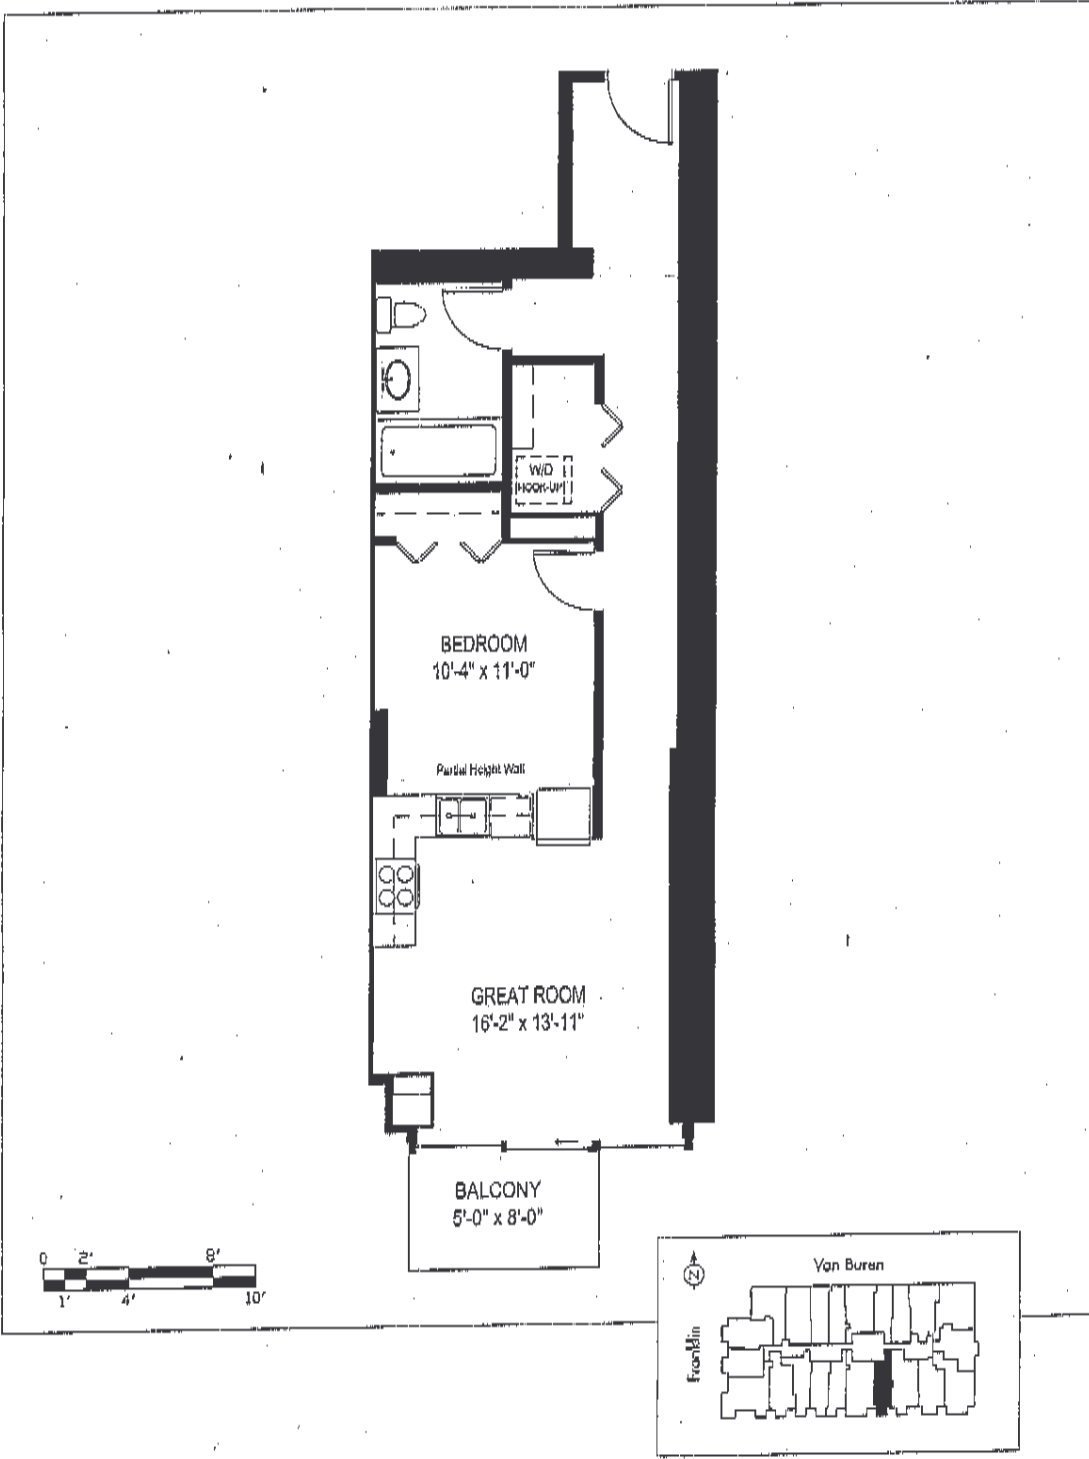 W/D
HOOK-UP
BEDROOM
10'-4" x 11'-0"
Partial Height Wall
GREAT ROOM
16'-2" x 13'-11"
BALCONY
5'-0" x 8'-0"
0 2' 8'
1' 4' 10'
N
Van Buren
Franklin